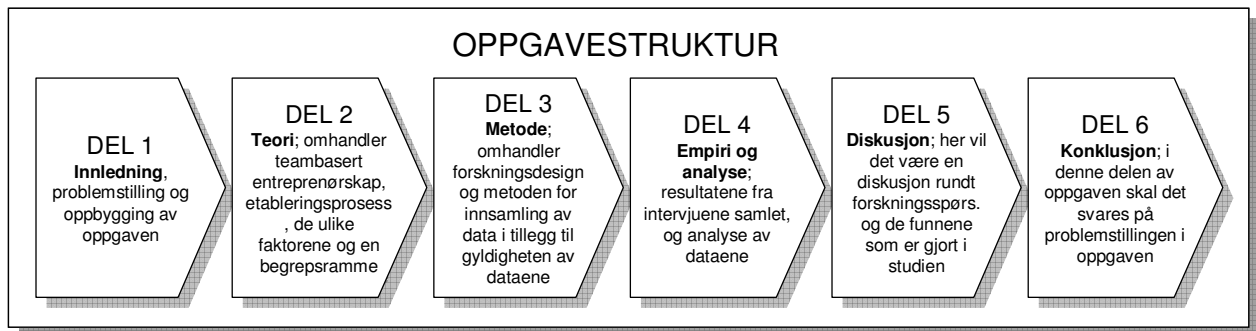 OPPGAVESTRUKTUR
DEL 1
Innledning,
problemstilling og
oppbygging av
oppgaven
DEL 2
Teori; omhandler
teambasert
entreprenørskap,
etableringsprosess
, de ulike
faktorene og en
begrepsramme
DEL 3
Metode;
omhandler
forskningsdesign
og metoden for
innsamling av
data i tillegg til
gyldigheten av
dataene
DEL 4
Empiri og
analyse;
resultatene fra
intervjuene samlet,
og analyse av
dataene
DEL 5
Diskusjon; her vil
det være en
diskusjon rundt
forskningsspørs.
og de funnene
som er gjort i
studien
DEL 6
Konklusjon; i
denne delen av
oppgaven skal det
svares på
problemstillingen i
oppgaven